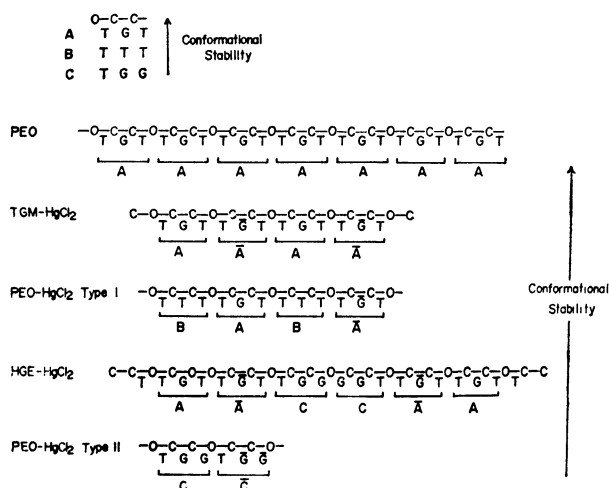 O-C-C-
A T G T
B T T T
C T G G
Conformational
Stability
PEO -O-C-C-O-C-C-O-C-C-O-C-C-O-C-C-O-C-C-O-C-C-
T G T T G T T G T T G T T G T T G T T G T
A A A A A A A
TGM-HgCl₂ C-O-C-C-O-C-C-O-C-C-O-C-C-O-C
T G T T G̅ T T G T T G̅ T
A A̅ A A̅
PEO-HgCl₂ Type I -O-C-C-O-C-C-O-C-C-O-C-C-O-
T T T T G T T T T T G̅ T
B A B A̅
Conformational
Stability
HGE-HgCl₂ C-C-O-C-C-O-C-C-O-C-C-O-C-C-O-C-C-O-C-C-O-C-C
T T G T T G̅ T T G G G G T T G̅ T T G T T
A A̅ C C A̅ A
PEO-HgCl₂ Type II -O-C-C-O-C-C-O-
T G G T G̅ G̅
C C̅